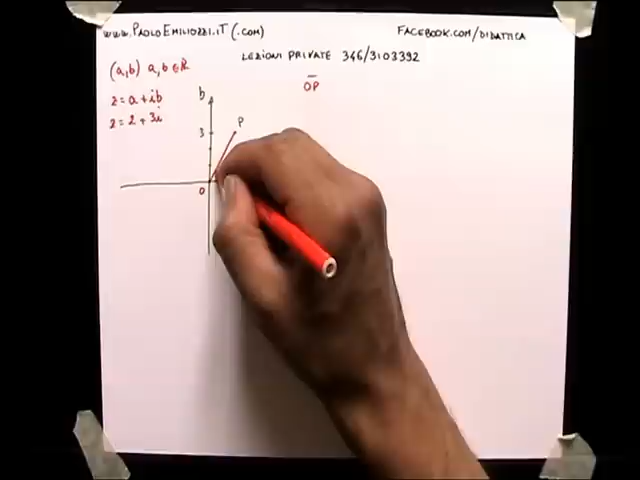 www.PaoloEmiliozzi.iT (.com)
Facebook.com/didattica
Lezioni private 346/3103392
(a,b) a,b ∈ ℝ
z = a + ib
z = 2 + 3i
OP
b
3
P
0